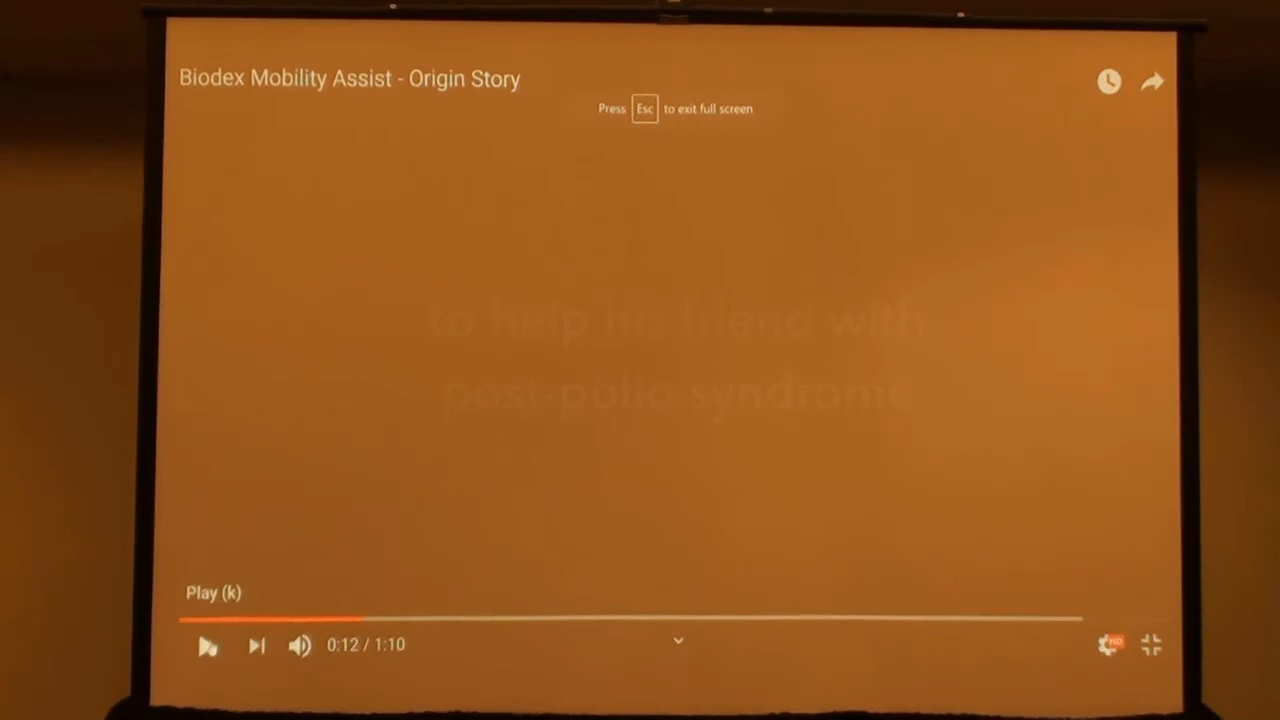 Biodex Mobility Assist - Origin Story
Press Esc to exit full screen
to help his friend with
post-polio syndrome
Play (k)
0:12 / 1:10
HD